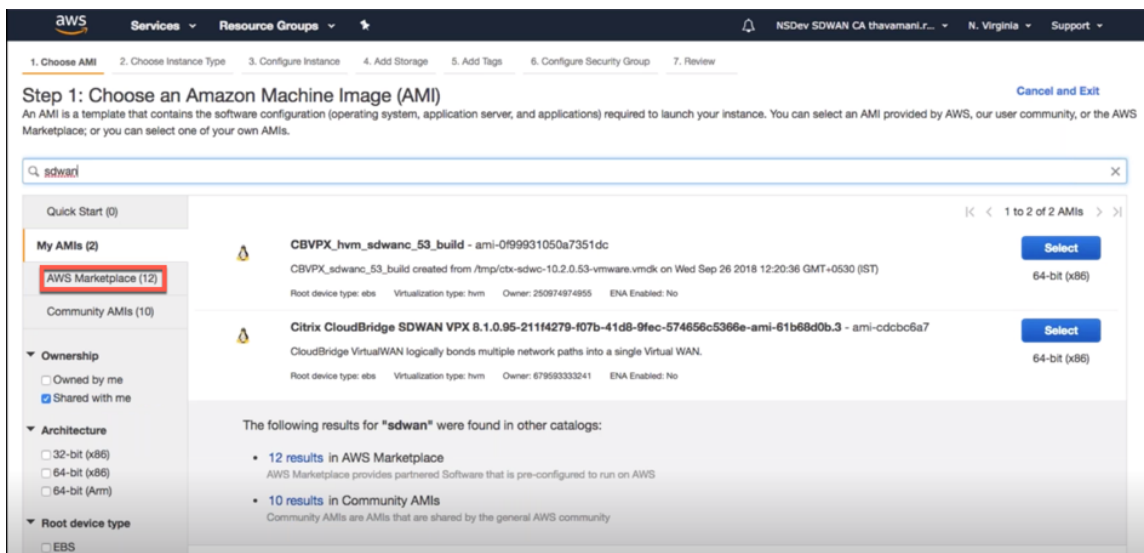 aws Services Resource Groups NSDev SDWAN CA thavamani.r... N. Virginia Support
1. Choose AMI 2. Choose Instance Type 3. Configure Instance 4. Add Storage 5. Add Tags 6. Configure Security Group 7. Review
Step 1: Choose an Amazon Machine Image (AMI) Cancel and Exit
An AMI is a template that contains the software configuration (operating system, application server, and applications) required to launch your instance. You can select an AMI provided by AWS, our user community, or the AWS
Marketplace; or you can select one of your own AMIs.
sdwan
Quick Start (0)
1 to 2 of 2 AMIs
My AMIs (2)
AWS Marketplace (12)
Community AMIs (10)
Ownership
Owned by me
Shared with me
Architecture
32-bit (x86)
64-bit (x86)
64-bit (Arm)
Root device type
EBS
CBVPX_hvm_sdwanc_53_build - ami-0f99931050a7351dc
Select
CBVPX_sdwanc_53_build created from /tmp/ctx-sdwc-10.2.0.53-vmware.vmdk on Wed Sep 26 2018 12:20:36 GMT+0530 (IST)
64-bit (x86)
Root device type: ebs Virtualization type: hvm Owner: 250974974955 ENA Enabled: No
Citrix CloudBridge SDWAN VPX 8.1.0.95-211f4279-f07b-41d8-9fec-574656c5366e-ami-61b68d0b.3 - ami-cdcbc6a7
Select
CloudBridge VirtualWAN logically bonds multiple network paths into a single Virtual WAN.
64-bit (x86)
Root device type: ebs Virtualization type: hvm Owner: 679593333241 ENA Enabled: No
The following results for "sdwan" were found in other catalogs:
12 results in AWS Marketplace
AWS Marketplace provides partnered Software that is pre-configured to run on AWS
10 results in Community AMIs
Community AMIs are AMIs that are shared by the general AWS community